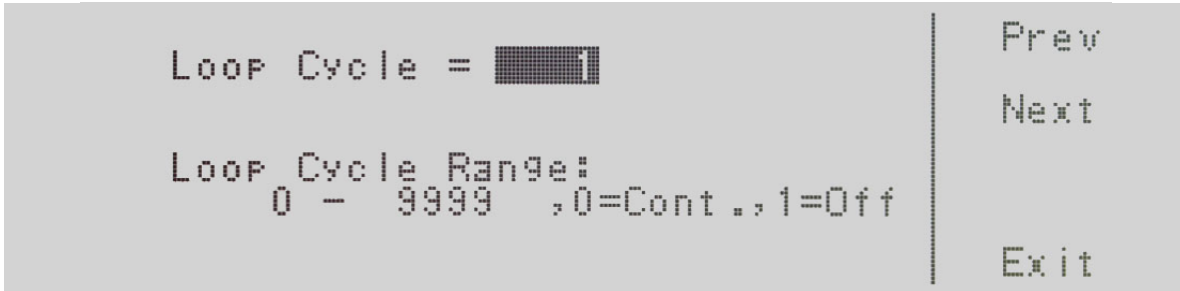 Loop Cycle = 1
Loop Cycle Range:
0 - 9999 ,0=Cont.,1=Off
Prev
Next
Exit